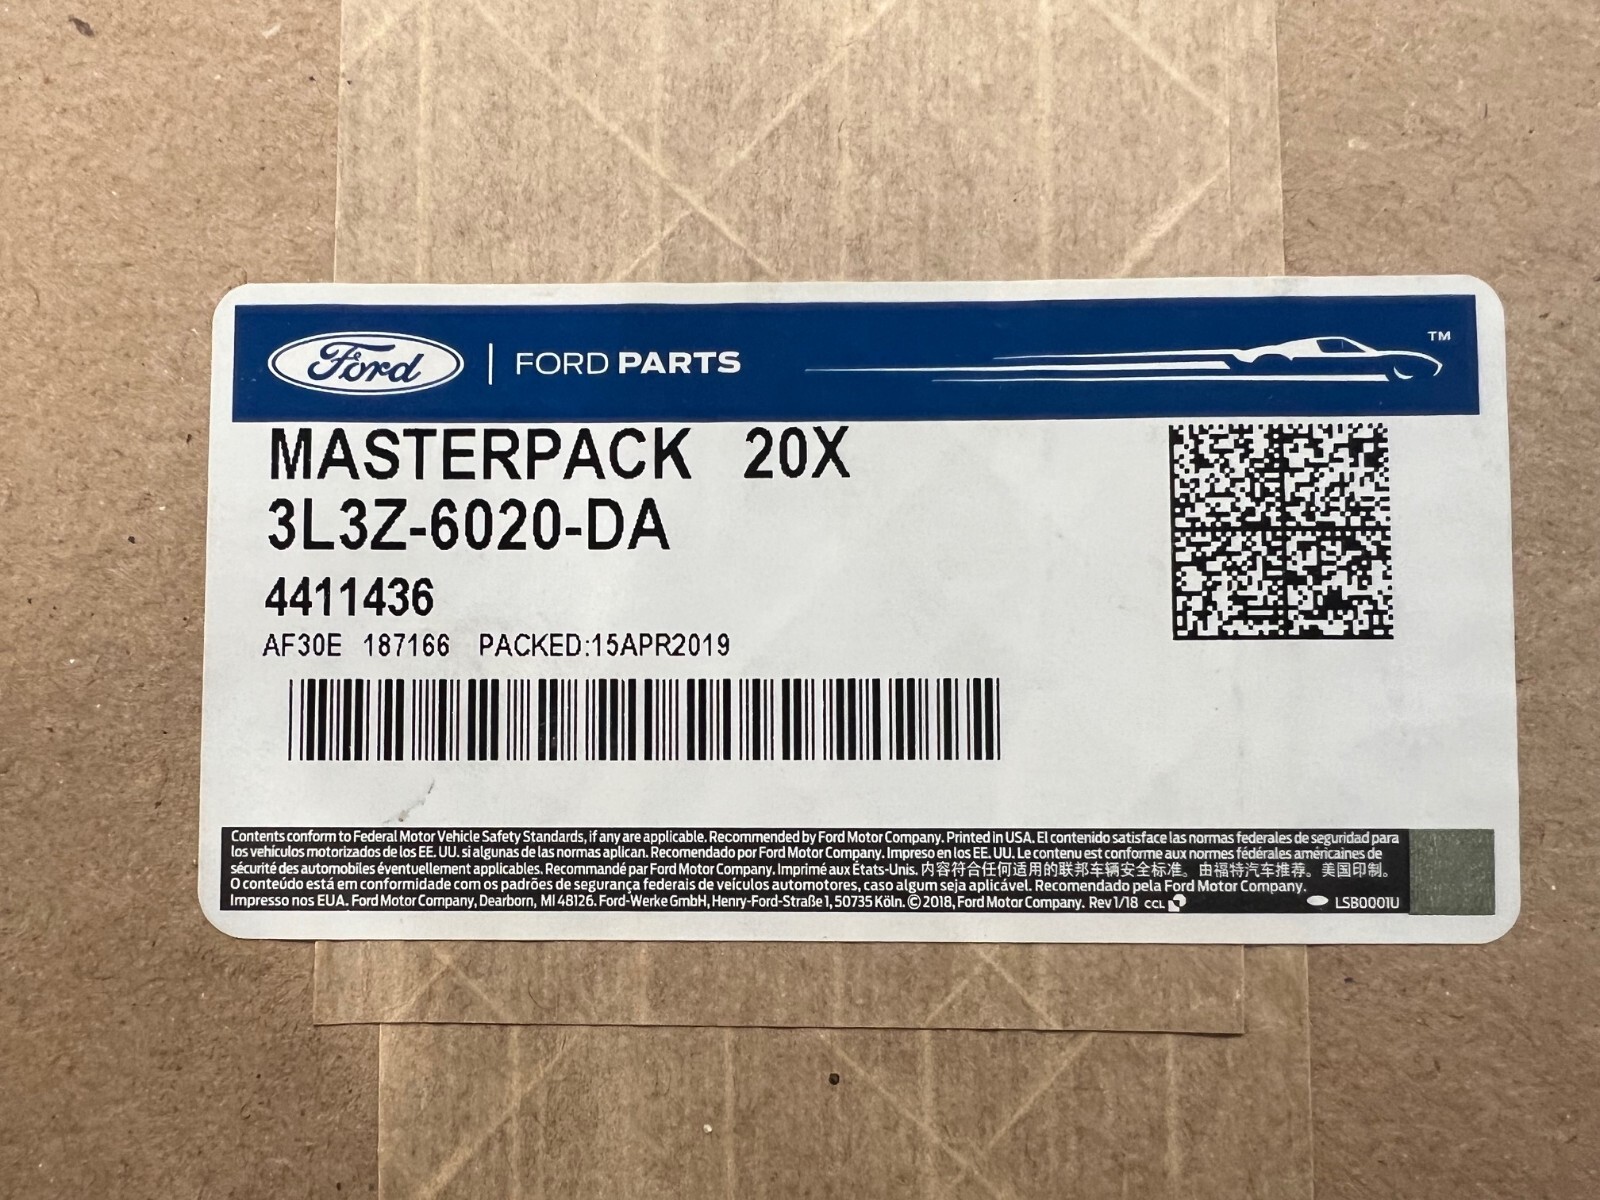 Ford | FORD PARTS
TM
MASTERPACK 20X
3L3Z-6020-DA
4411436
AF30E 187166 PACKED:15APR2019
Contents conform to Federal Motor Vehicle Safety Standards, if any are applicable. Recommended by Ford Motor Company. Printed in USA. El contenido satisface las normas federales de seguridad para
los vehículos motorizados de los EE. UU. si algunas de las normas aplican. Recomendado por Ford Motor Company. Impreso en los EE. UU. Le contenu est conforme aux normes fédérales américaines de
sécurité des automobiles éventuellement applicables. Recommandé par Ford Motor Company. Imprimé aux États-Unis. 内容符合任何适用的联邦车辆安全标准。由福特汽车推荐。美国印制。
O conteúdo está em conformidade com os padrões de segurança federais de veículos automotores, caso algum seja aplicável. Recomendado pela Ford Motor Company.
Impresso nos EUA. Ford Motor Company, Dearborn, MI 48126. Ford-Werke GmbH, Henry-Ford-Straße 1, 50735 Köln. © 2018, Ford Motor Company. Rev 1/18 CCL LSB0001U